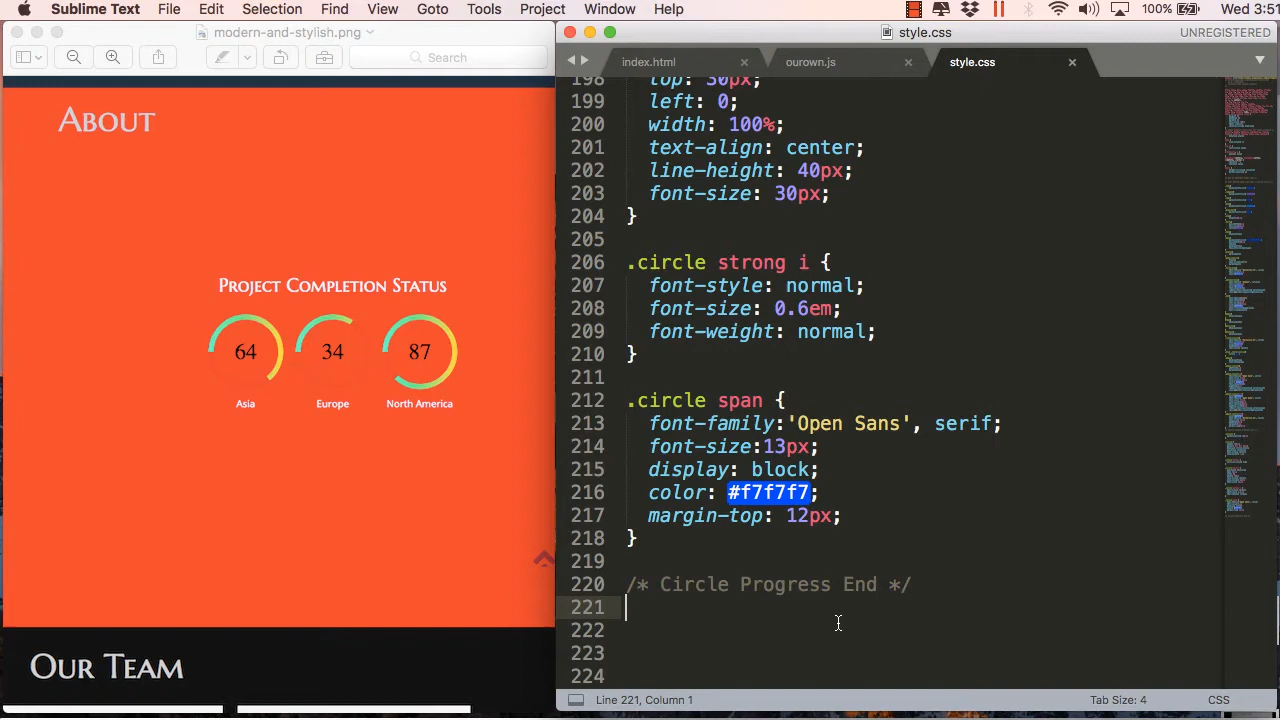 Sublime Text File Edit Selection Find View Goto Tools Project Window Help 100% Wed 3:51
modern-and-stylish.png
Search
About
Project Completion Status
64 34 87
Asia Europe North America
Our Team
style.css UNREGISTERED
index.html ourown.js style.css
198 top: 30px;
199 left: 0;
200 width: 100%;
201 text-align: center;
202 line-height: 40px;
203 font-size: 30px;
204 }
205
206 .circle strong i {
207 font-style: normal;
208 font-size: 0.6em;
209 font-weight: normal;
210 }
211
212 .circle span {
213 font-family:'Open Sans', serif;
214 font-size:13px;
215 display: block;
216 color: #f7f7f7;
217 margin-top: 12px;
218 }
219
220 /* Circle Progress End */
221
222
223
224
Line 221, Column 1 Tab Size: 4 CSS